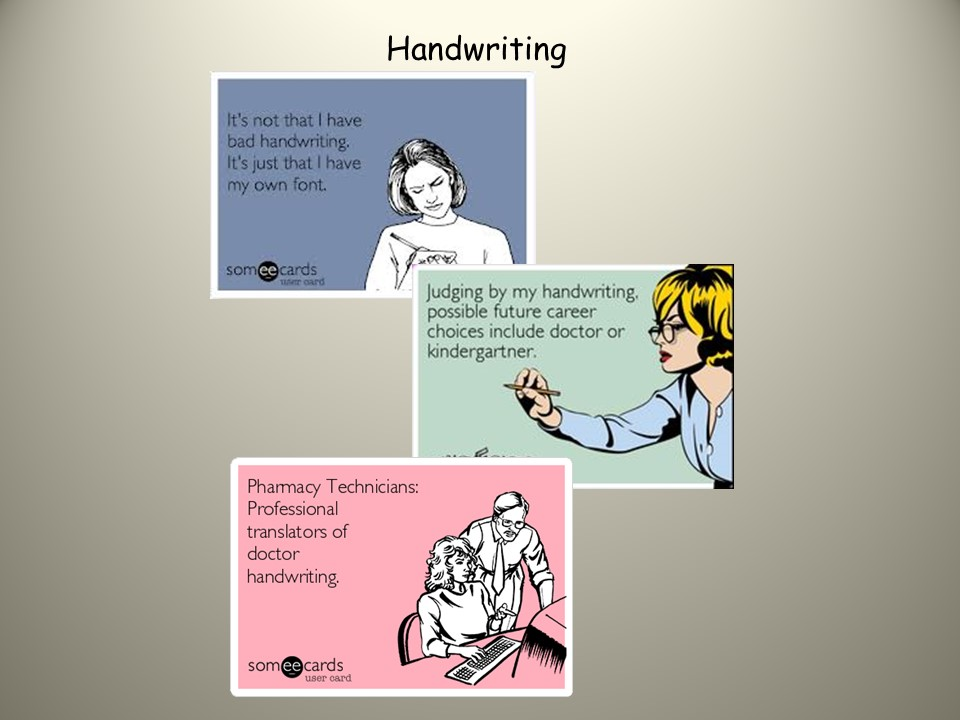 Handwriting
It's not that I have
bad handwriting.
It's just that I have
my own font.
someecards
user card
Judging by my handwriting,
possible future career
choices include doctor or
kindergartner.
Pharmacy Technicians:
Professional
translators of
doctor
handwriting.
someecards
user card